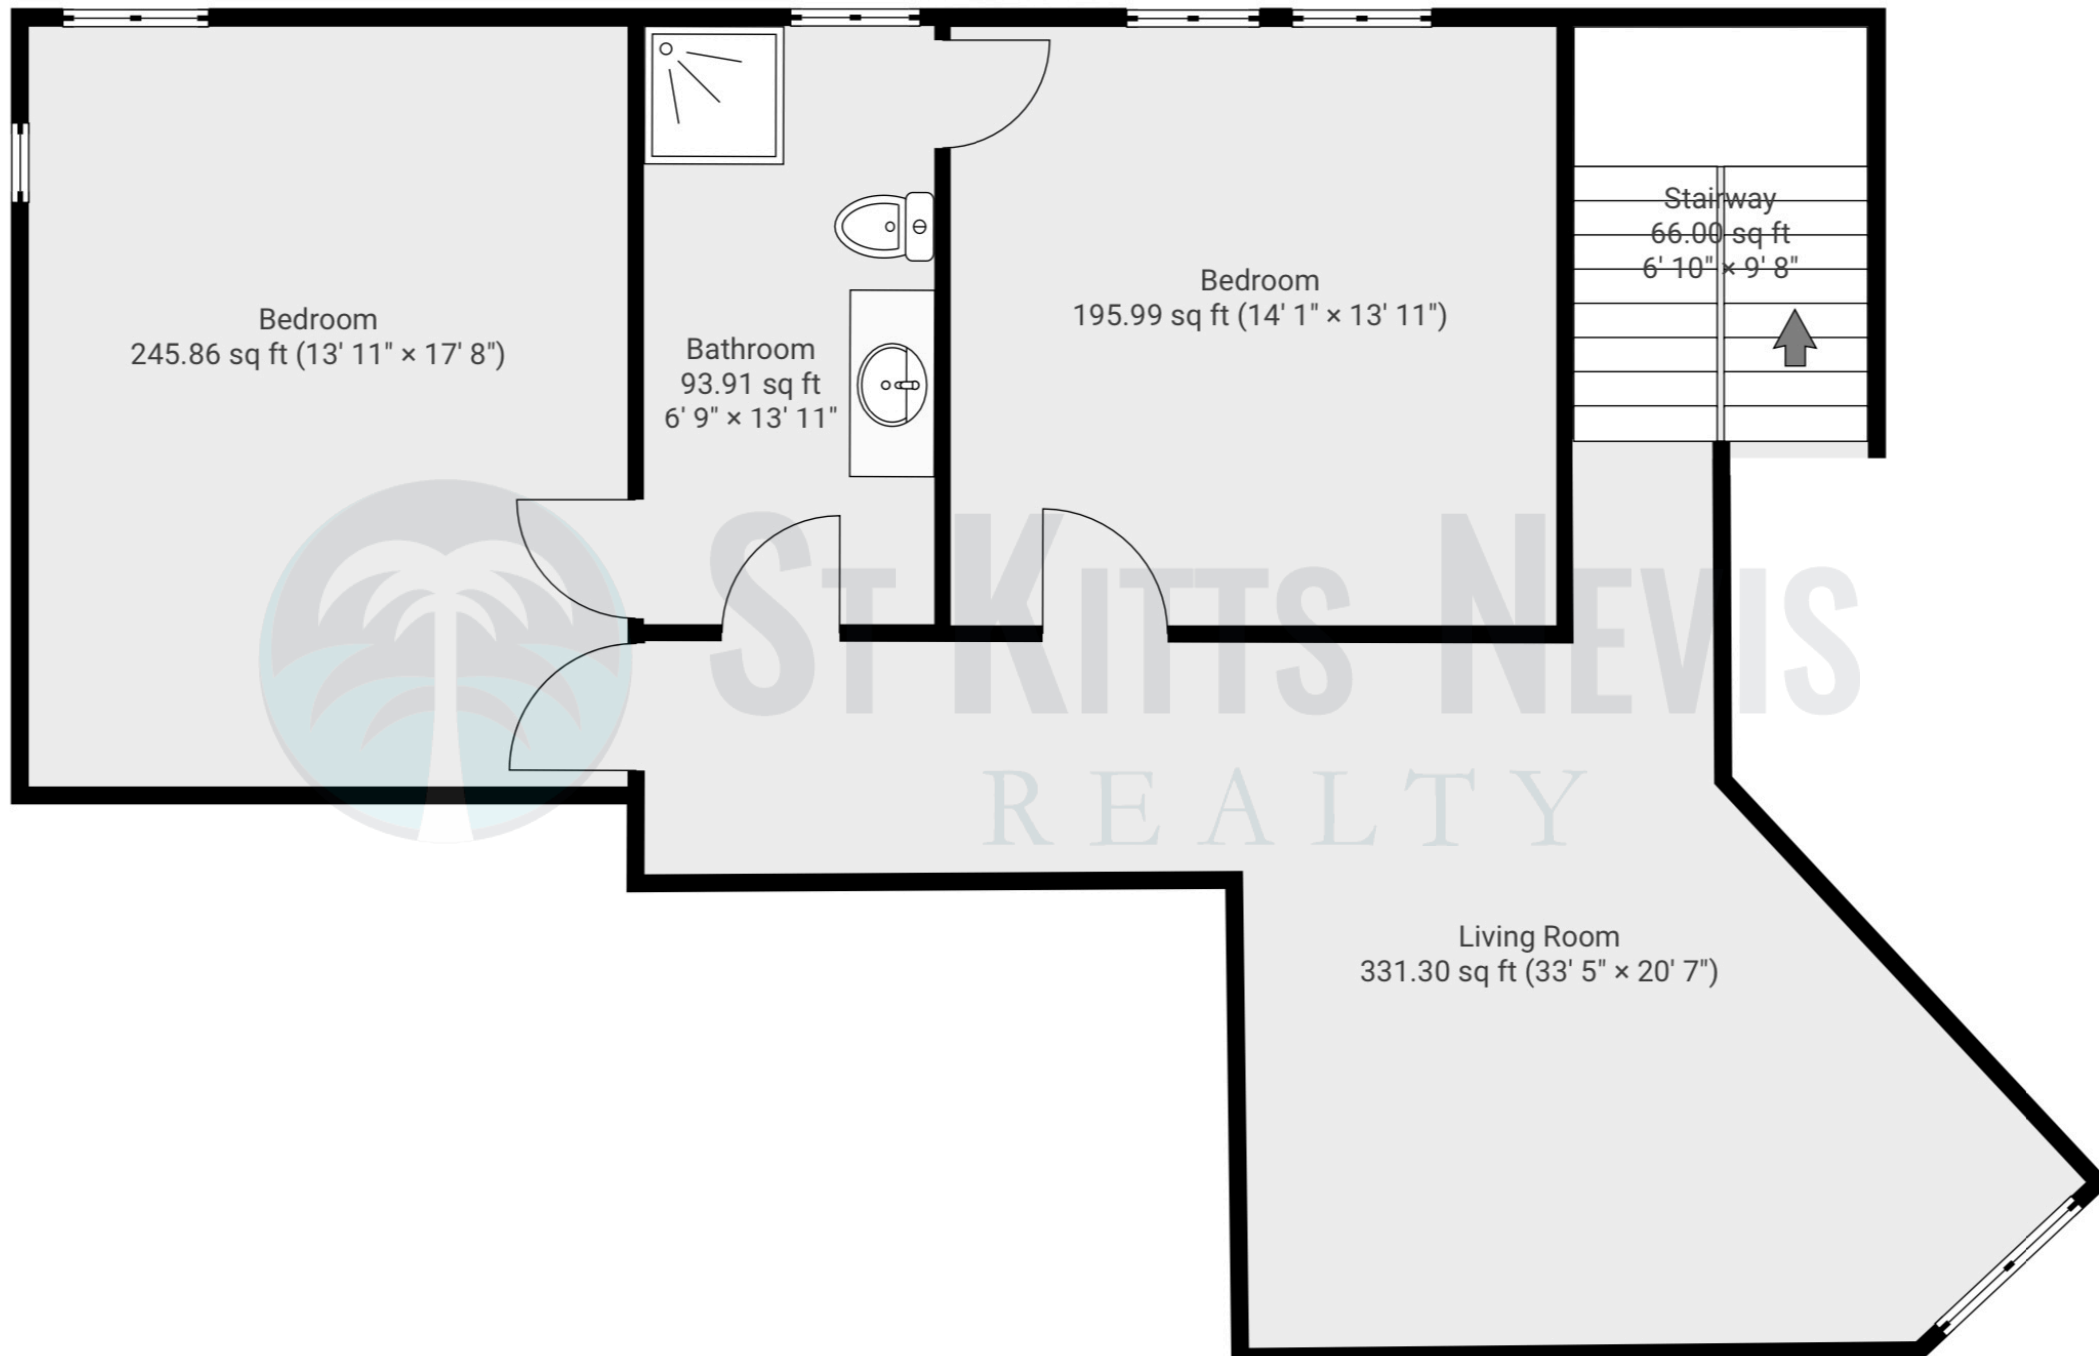 Stairway
66.00 sq ft
6' 10" × 9' 8"
Bedroom
195.99 sq ft (14' 1" × 13' 11")
Bedroom
245.86 sq ft (13' 11" × 17' 8")
Bathroom
93.91 sq ft
6' 9" × 13' 11"
ST KITTS NEVIS
REALTY
Living Room
331.30 sq ft (33' 5" × 20' 7")